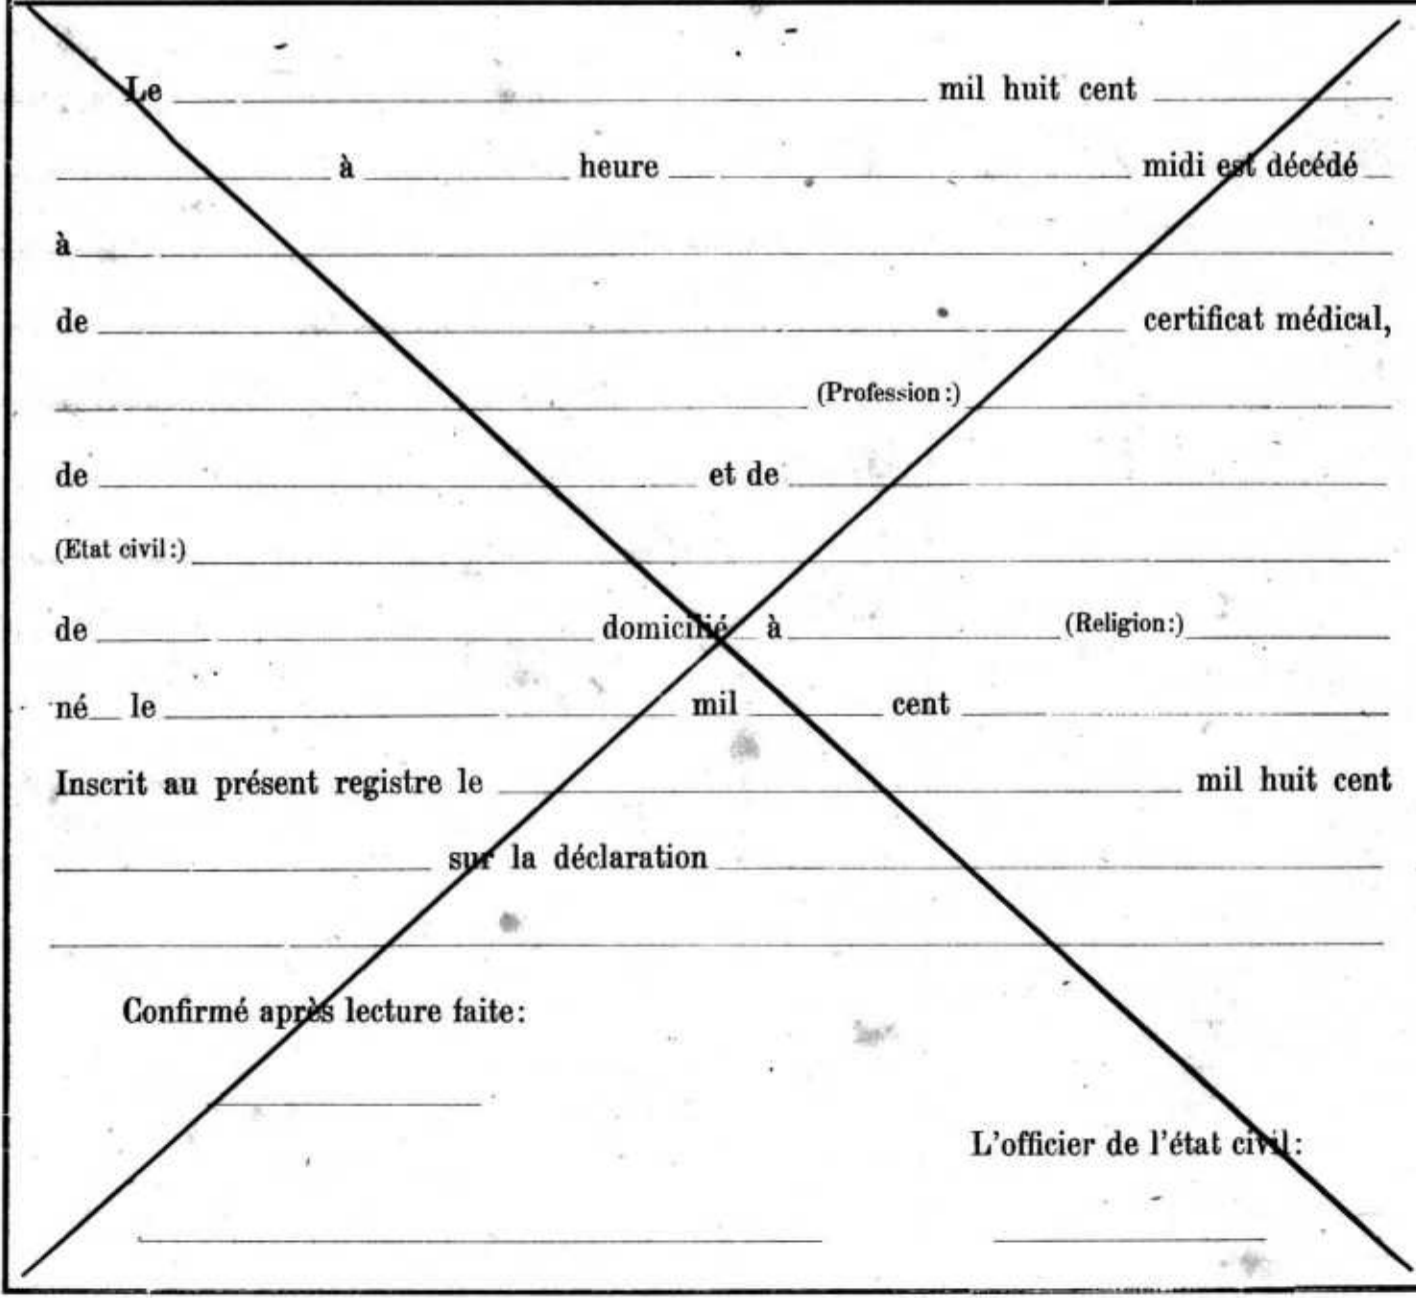 Le mil huit cent
à heure midi est décédé
à
de certificat médical,
(Profession:)
de et de
(Etat civil:)
de domicilié à (Religion:)
né le mil cent
Inscrit au présent registre le mil huit cent
sur la déclaration
Confirmé après lecture faite:
L'officier de l'état civil: